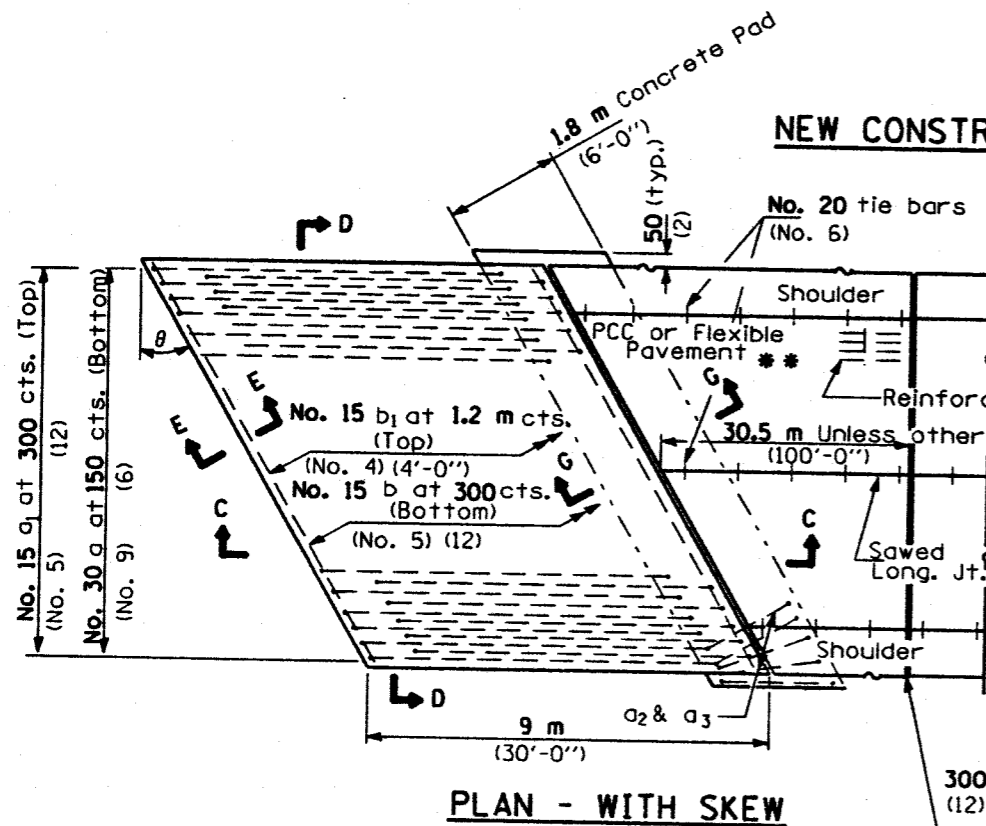 1.8 m Concrete Pad
(6'-0'')
NEW CONSTR
50 (typ.)
(2)
No. 20 tie bars
(No. 6)
D
Shoulder
PCC or Flexible
Pavement **
θ
E
E
G
Reinforc
No. 15 a1 at 300 cts. (Top)
(No. 5) (12)
No. 30 a at 150 cts. (Bottom)
(No. 9) (6)
No. 15 b1 at 1.2 m cts.
(Top)
(No. 4) (4'-0'')
30.5 m Unless other
(100'-0'')
G
No. 15 b at 300 cts.
(Bottom)
(No. 5) (12)
C
C
Sawed
Long. Jt.
Shoulder
D
a2 & a3
9 m
(30'-0'')
300
(12)
PLAN - WITH SKEW